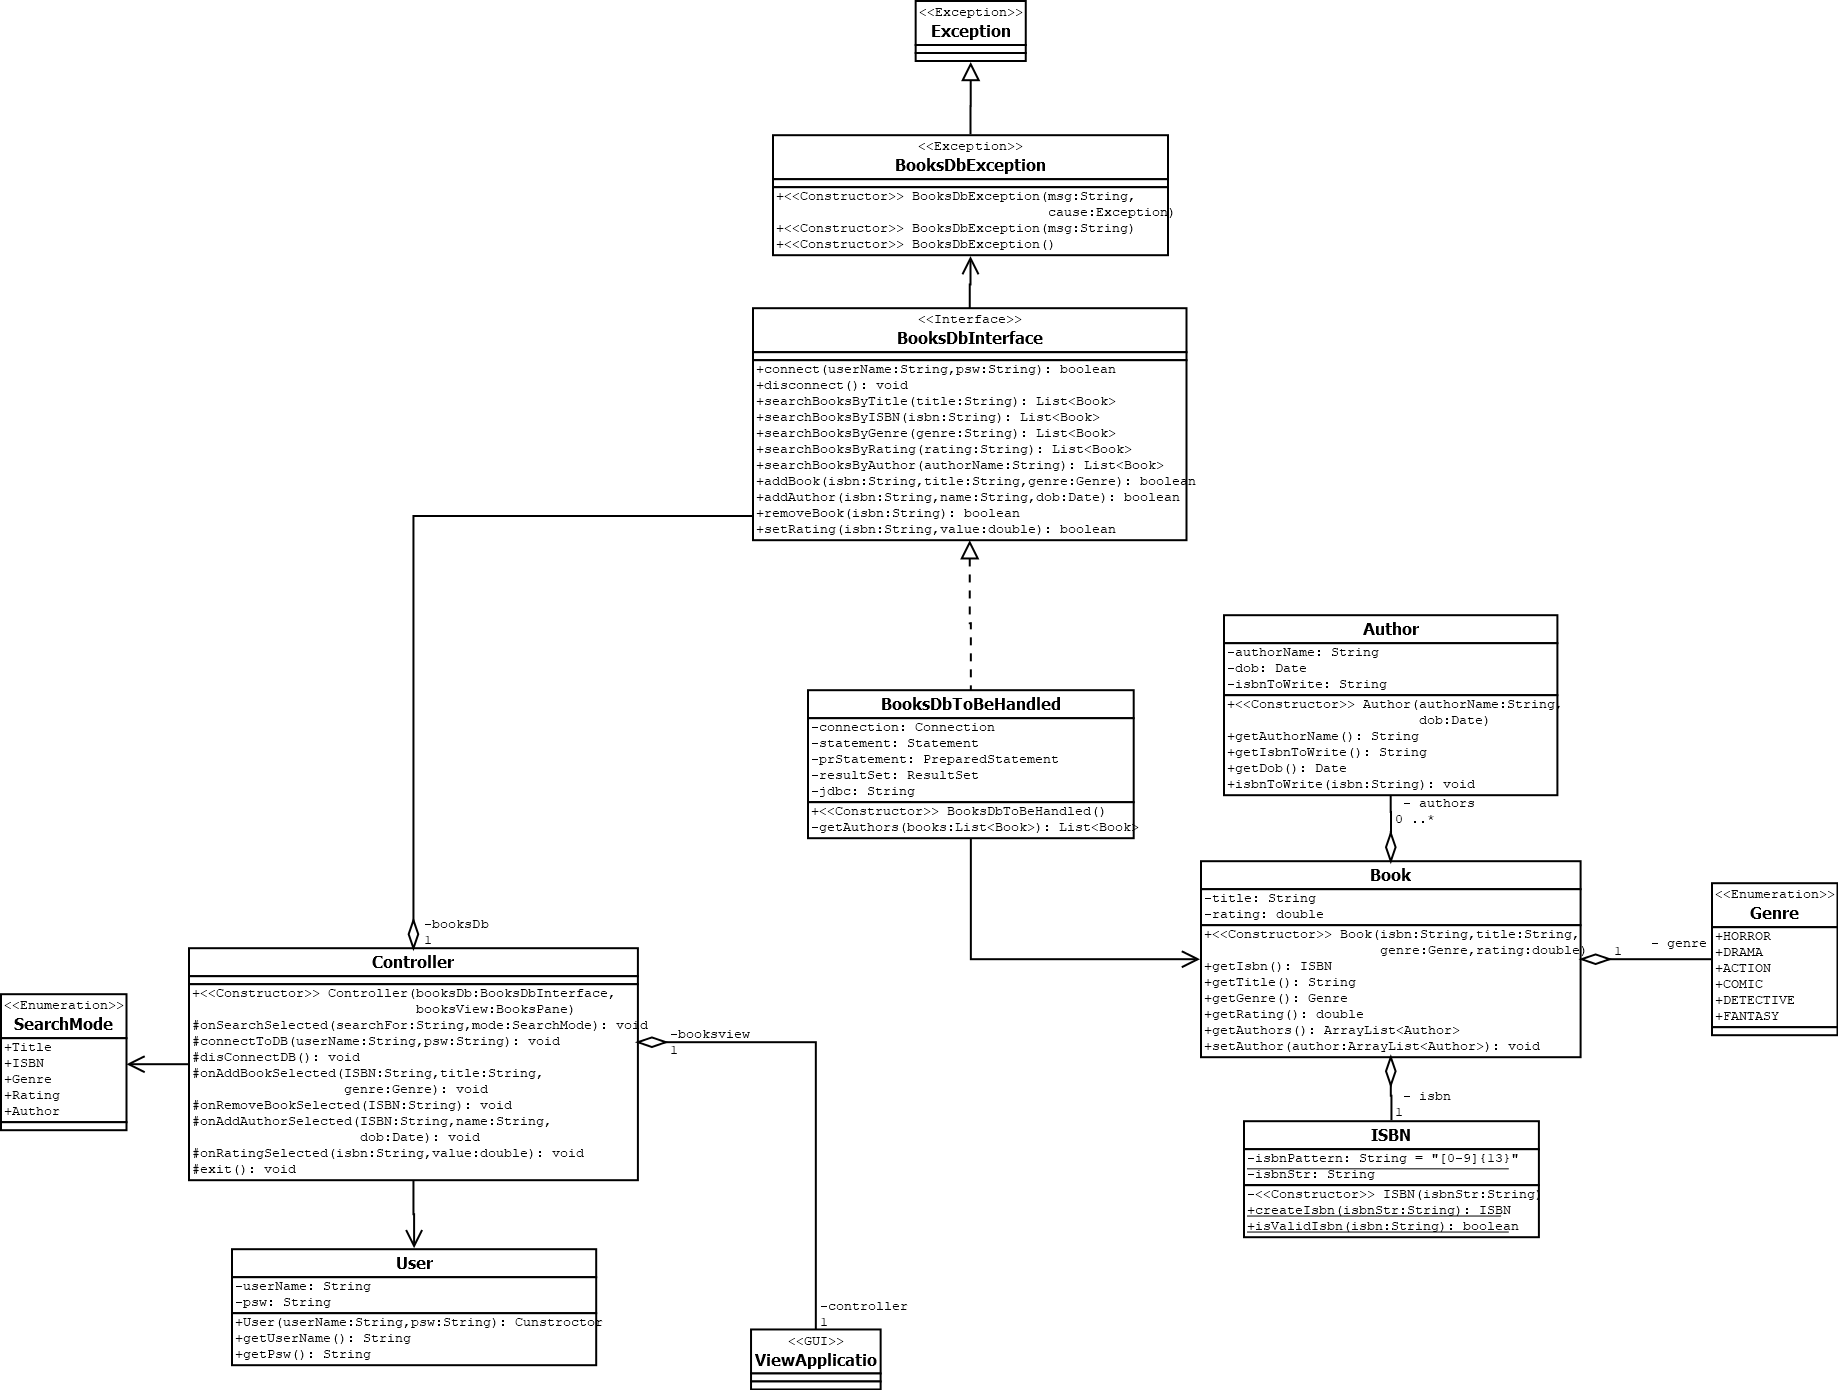 <<Exception>>
Exception
<<Exception>>
BooksDbException
+<<Constructor>> BooksDbException(msg:String,
cause:Exception)
+<<Constructor>> BooksDbException(msg:String)
+<<Constructor>> BooksDbException()
<<Interface>>
BooksDbInterface
+connect(userName:String,psw:String): boolean
+disconnect(): void
+searchBooksByTitle(title:String): List<Book>
+searchBooksByISBN(isbn:String): List<Book>
+searchBooksByGenre(genre:String): List<Book>
+searchBooksByRating(rating:String): List<Book>
+searchBooksByAuthor(authorName:String): List<Book>
+addBook(isbn:String,title:String,genre:Genre): boolean
+addAuthor(isbn:String,name:String,dob:Date): boolean
+removeBook(isbn:String): boolean
+setRating(isbn:String,value:double): boolean
BooksDbToBeHandled
-connection: Connection
-statement: Statement
-prStatement: PreparedStatement
-resultSet: ResultSet
-jdbc: String
+<<Constructor>> BooksDbToBeHandled()
-getAuthors(books:List<Book>): List<Book>
Author
-authorName: String
-dob: Date
-isbnToWrite: String
+<<Constructor>> Author(authorName:String,
dob:Date)
+getAuthorName(): String
+getIsbnToWrite(): String
+getDob(): Date
+isbnToWrite(isbn:String): void
- authors
0 ..*
Book
-title: String
-rating: double
+<<Constructor>> Book(isbn:String,title:String,
genre:Genre,rating:double)
+getIsbn(): ISBN
+getTitle(): String
+getGenre(): Genre
+getRating(): double
+getAuthors(): ArrayList<Author>
+setAuthor(author:ArrayList<Author>): void
- genre
1
<<Enumeration>>
Genre
+HORROR
+DRAMA
+ACTION
+COMIC
+DETECTIVE
+FANTASY
- isbn
1
ISBN
-isbnPattern: String = "[0-9]{13}"
-isbnStr: String
-<<Constructor>> ISBN(isbnStr:String)
+createIsbn(isbnStr:String): ISBN
+isValidIsbn(isbn:String): boolean
-booksDb
1
Controller
+<<Constructor>> Controller(booksDb:BooksDbInterface,
booksView:BooksPane)
#onSearchSelected(searchFor:String,mode:SearchMode): void
#connectToDB(userName:String,psw:String): void
#disConnectDB(): void
#onAddBookSelected(ISBN:String,title:String,
genre:Genre): void
#onRemoveBookSelected(ISBN:String): void
#onAddAuthorSelected(ISBN:String,name:String,
dob:Date): void
#onRatingSelected(isbn:String,value:double): void
#exit(): void
<<Enumeration>>
SearchMode
+Title
+ISBN
+Genre
+Rating
+Author
-booksview
1
User
-userName: String
-psw: String
+User(userName:String,psw:String): Cunstroctor
+getUserName(): String
+getPsw(): String
-controller
1
<<GUI>>
ViewApplicatio